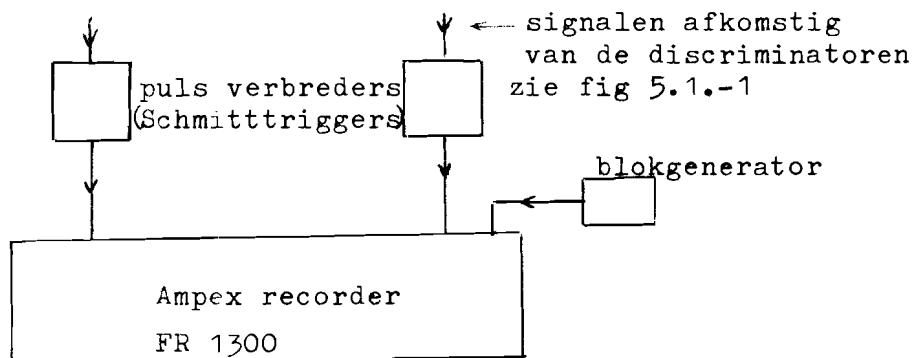 signalen afkomstig
van de discriminatoren
zie fig 5.1.-1
puls verbreders
(Schmitttriggers)
blokgenerator
Ampex recorder
FR 1300